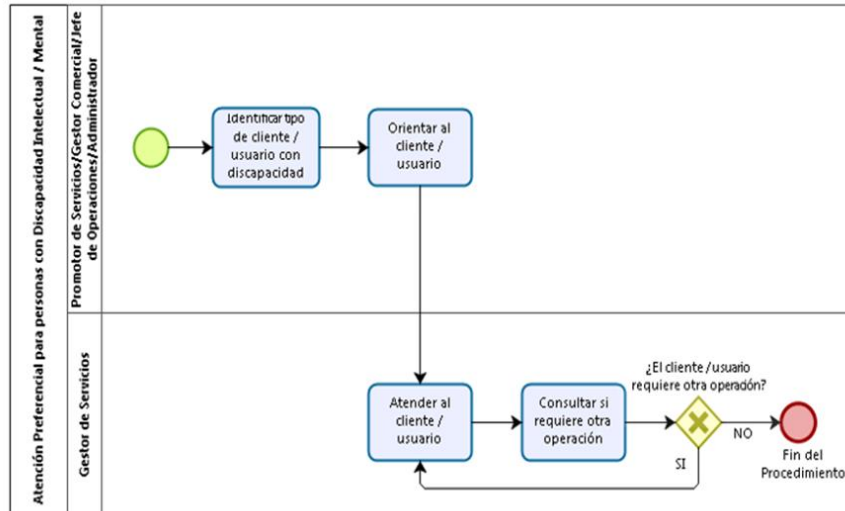 Atención Preferencial para personas con Discapacidad Intelectual / Mental
Promotor de Servicios/Gestor Comercial/Jefe
de Operaciones/Administrador
Identificar tipo
de cliente /
usuario con
discapacidad
Orientar al
cliente /
usuario
Gestor de Servicios
Atender al
cliente /
usuario
Consultar si
requiere otra
operación
¿El cliente /usuario
requiere otra operación?
SI
NO
Fin del
Procedimiento